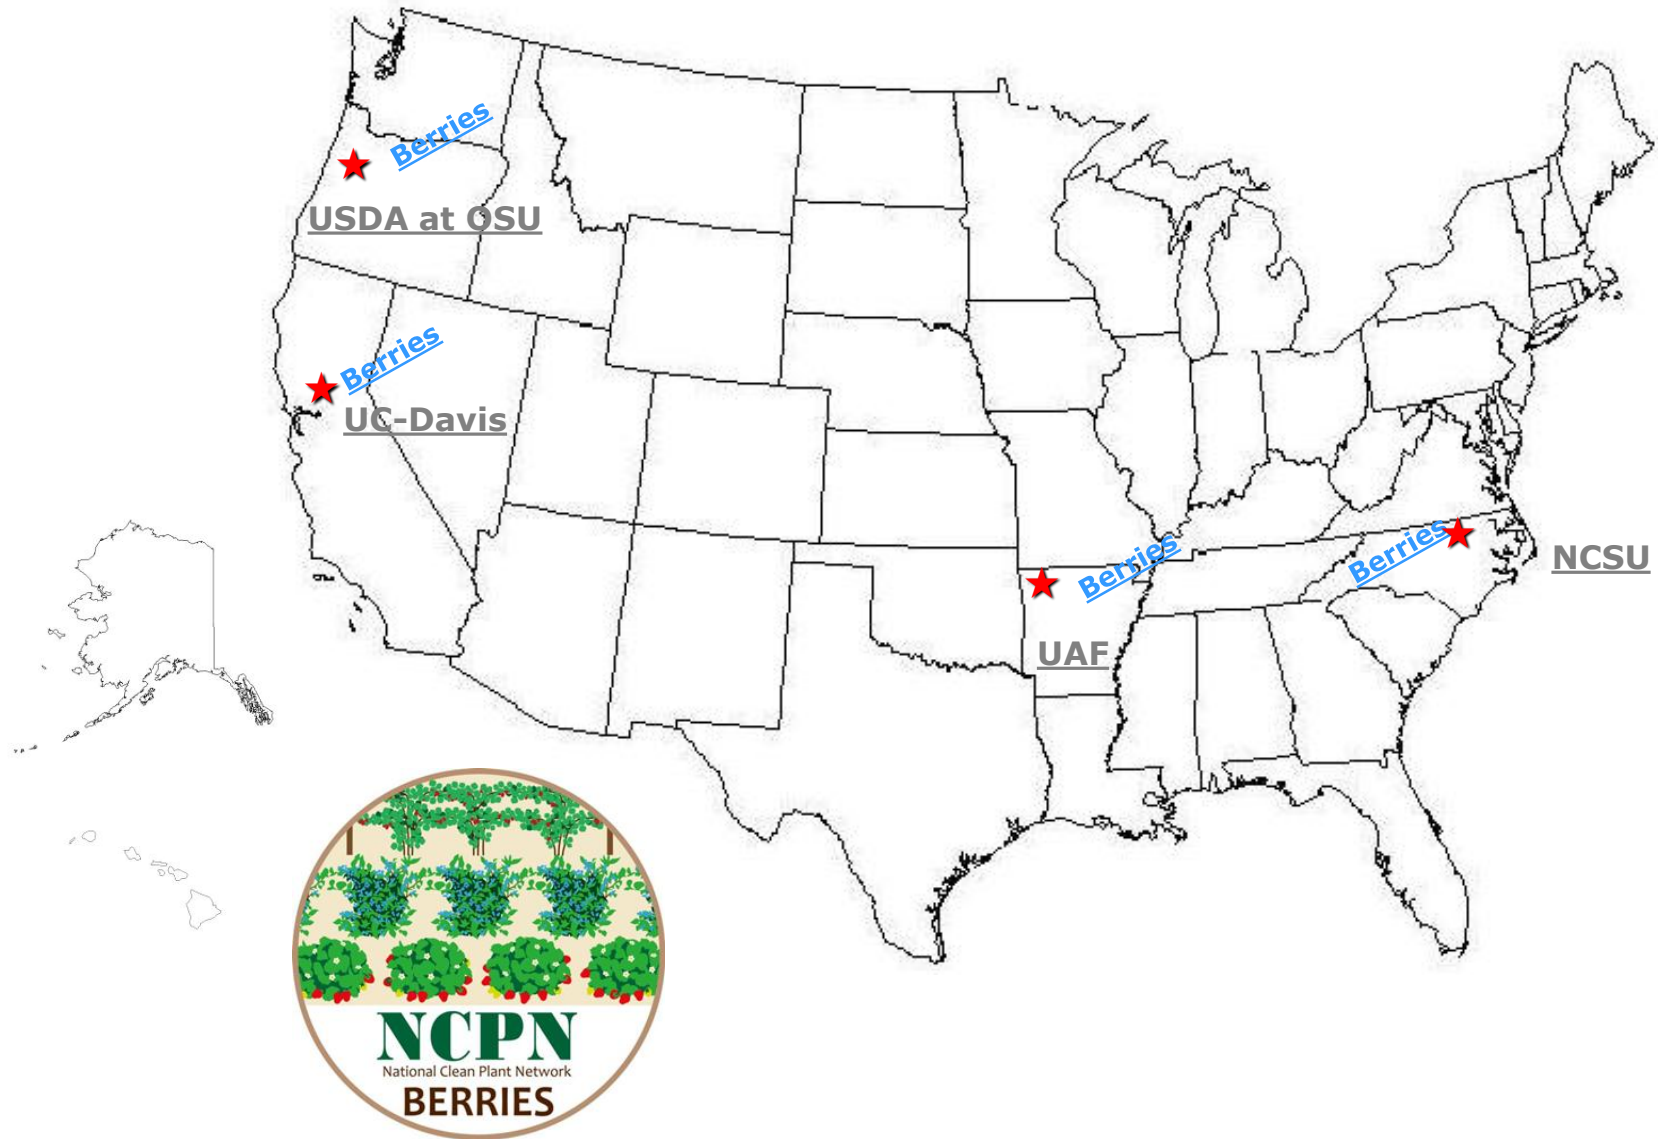 Berries
USDA at OSU
Berries
UC-Davis
Berries
NCSU
Berries
UAF
NCPN
National Clean Plant Network
BERRIES